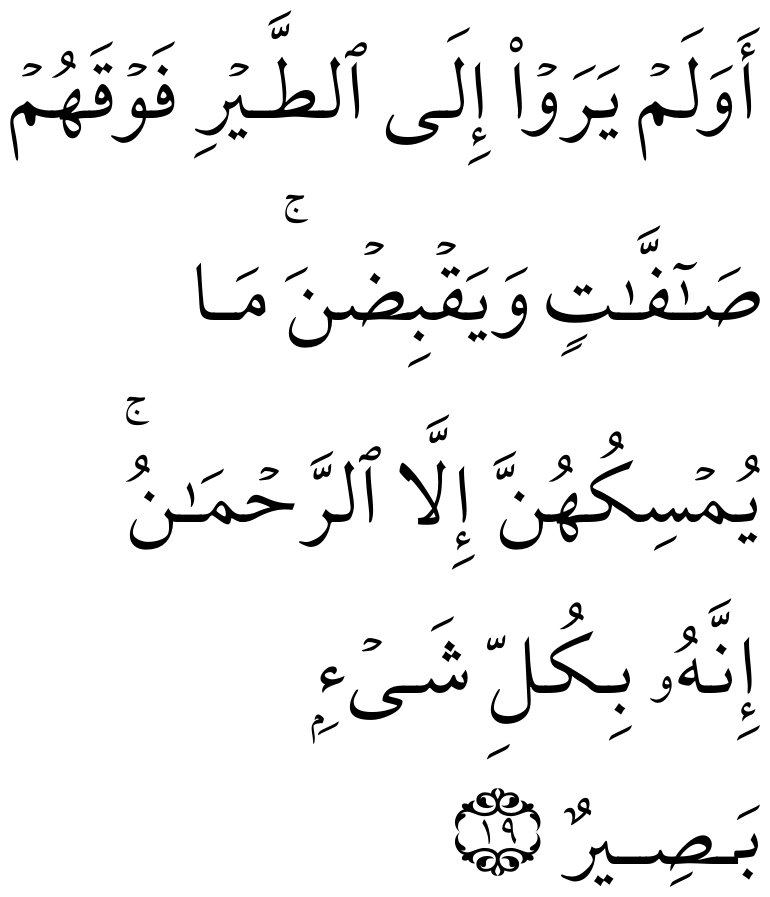 أَوَلَمْ يَرَوْا۟ إِلَى ٱلطَّيْرِ فَوْقَهُمْ
صَـٰٓفَّـٰتٍ وَيَقْبِضْنَ ۚ مَا
يُمْسِكُهُنَّ إِلَّا ٱلرَّحْمَـٰنُ ۚ
إِنَّهُۥ بِكُلِّ شَىْءٍۭ
بَصِيرٌ ١٩